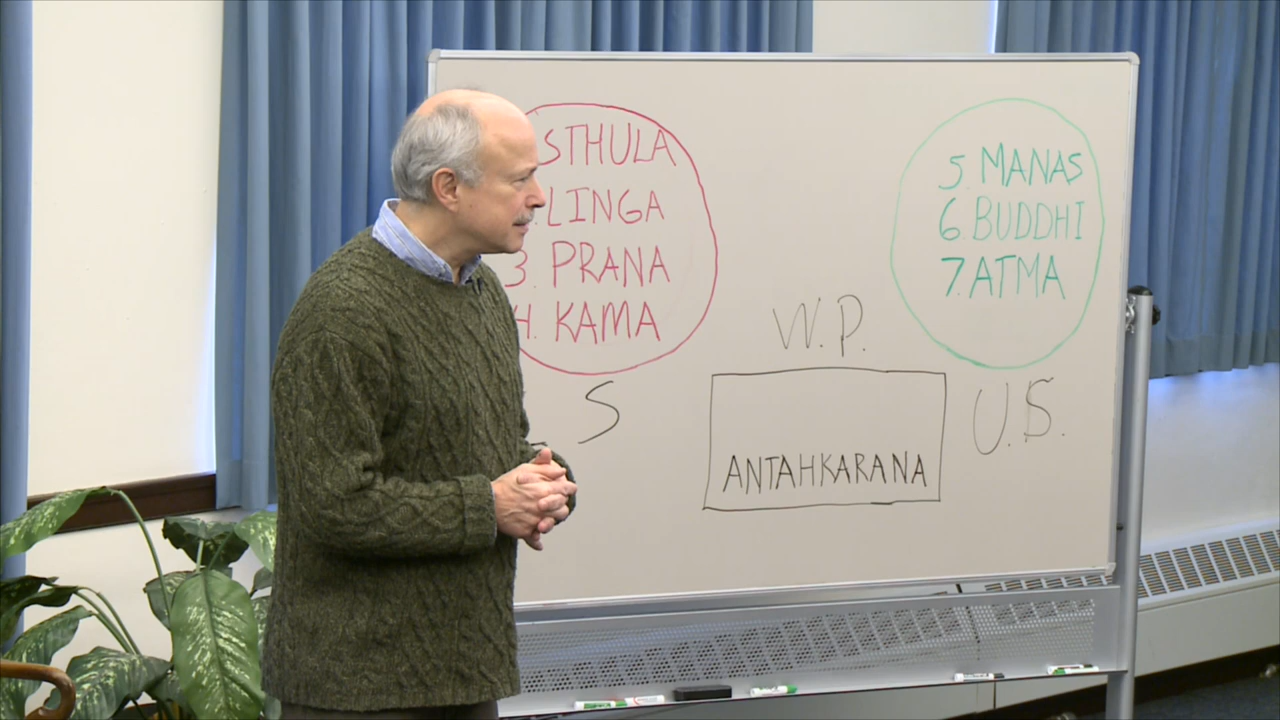 STHULA
LINGA
3. PRANA
4. KAMA
S
W.P.
ANTAHKARANA
5. MANAS
6. BUDDHI
7. ATMA
U.S.